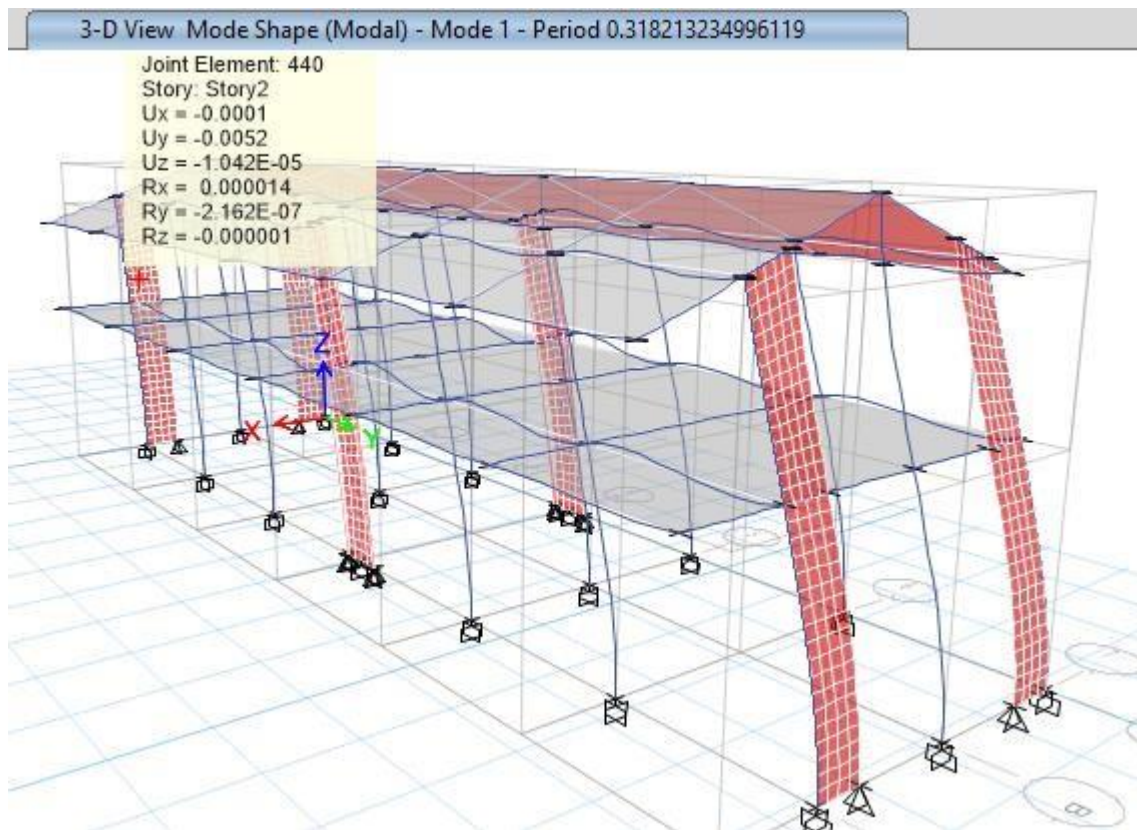 3-D View Mode Shape (Modal) - Mode 1 - Period 0.318213234996119
Joint Element: 440
Story: Story2
Ux = -0.0001
Uy = -0.0052
Uz = -1.042E-05
Rx = 0.000014
Ry = -2.162E-07
Rz = -0.000001
Z
X
Y
B